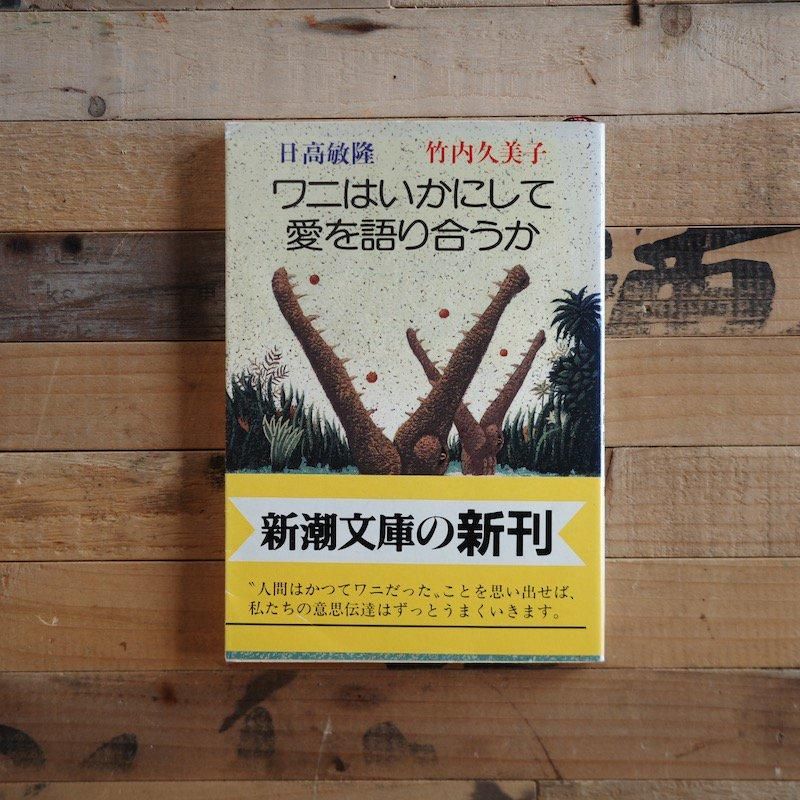 日高敏隆 竹内久美子
ワニはいかにして
愛を語り合うか
新潮文庫の新刊
〝人間はかつてワニだった〟ことを思い出せば、
私たちの意思伝達はずっとうまくいきます。